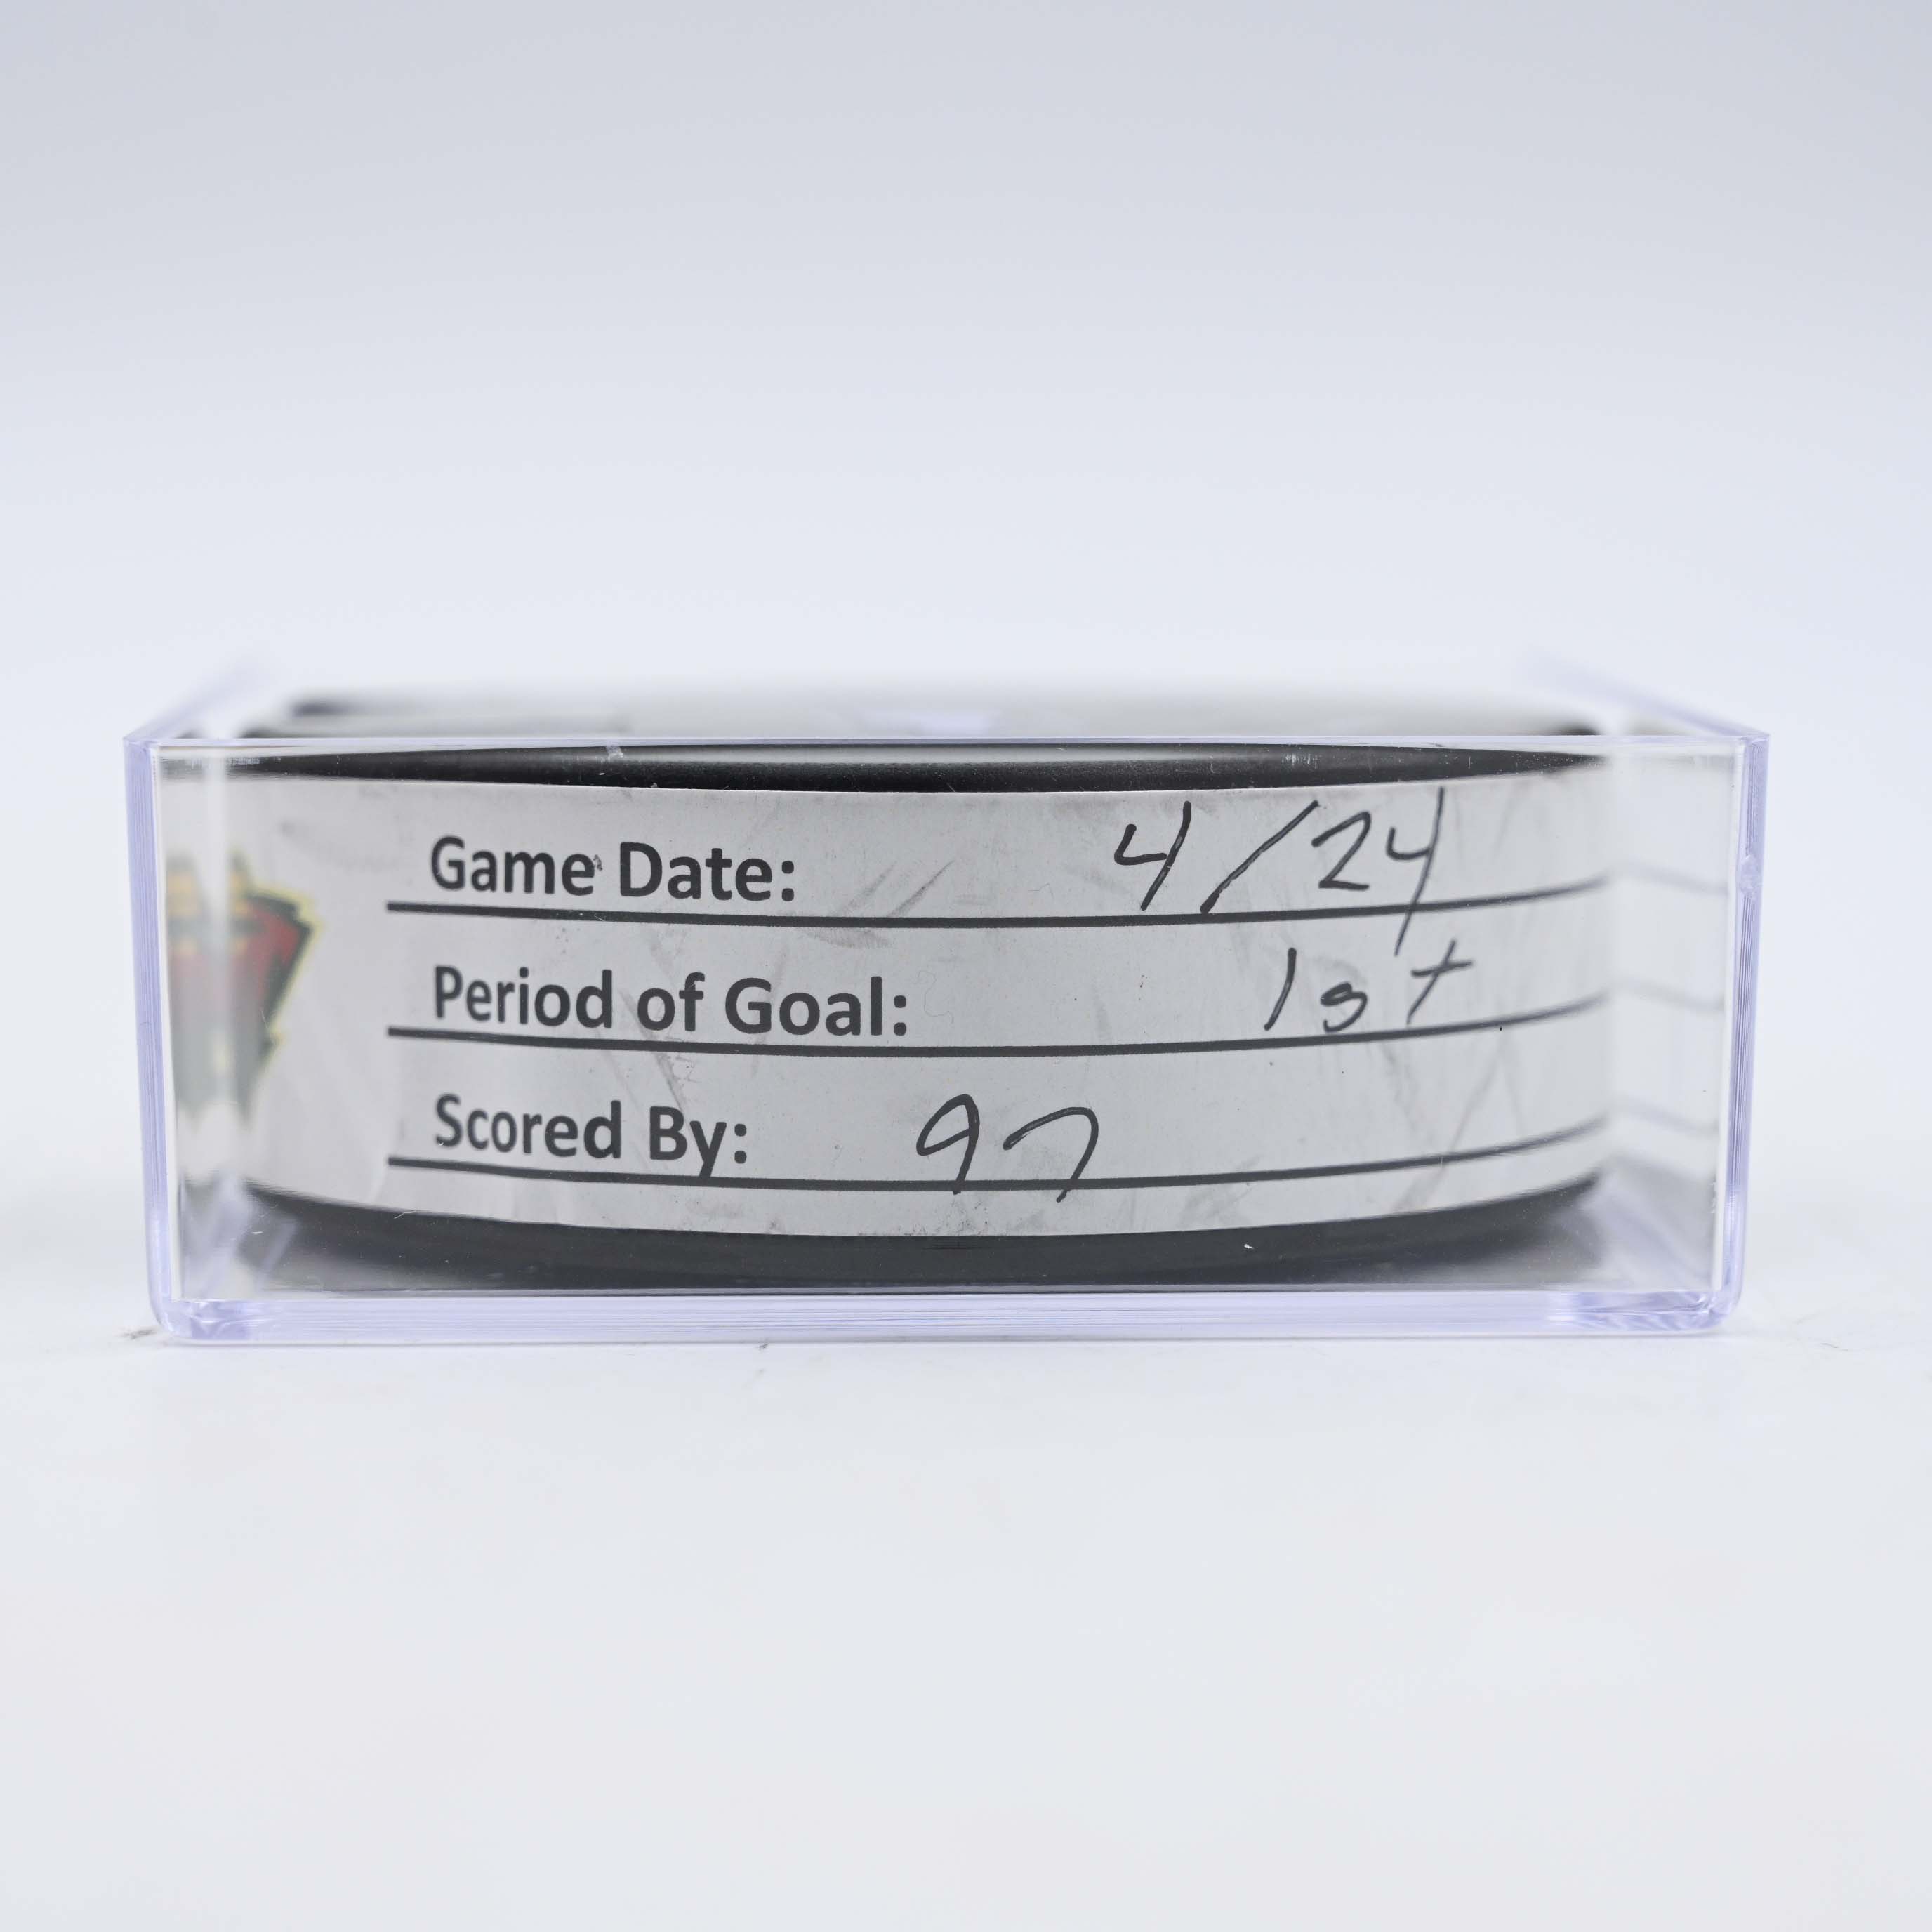 Game Date: 4/24
Period of Goal: 1st
Scored By: 97